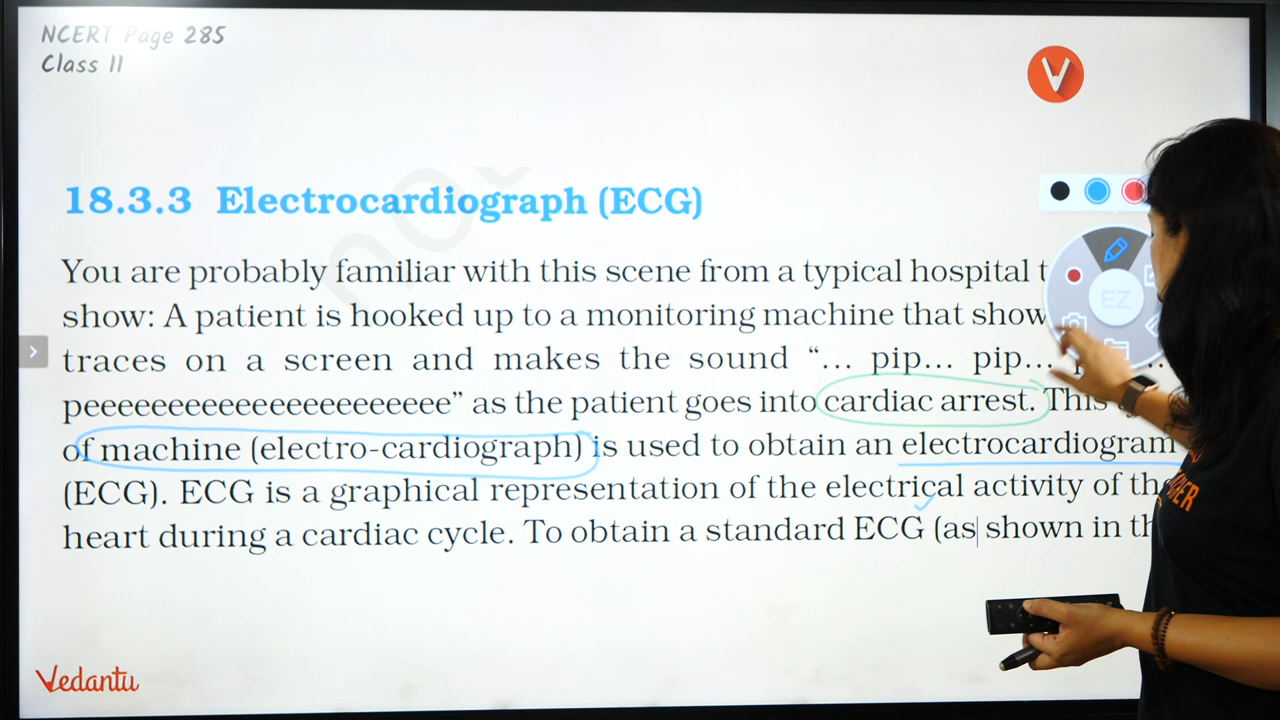 NCERT Page 285
Class 11
18.3.3 Electrocardiograph (ECG)
You are probably familiar with this scene from a typical hospital
show: A patient is hooked up to a monitoring machine that show
traces on a screen and makes the sound “... pip... pip...
peeeeeeeeeeeeeeeeeeeeeee” as the patient goes into cardiac arrest. This
of machine (electro-cardiograph) is used to obtain an electrocardiogram
(ECG). ECG is a graphical representation of the electrical activity of the
heart during a cardiac cycle. To obtain a standard ECG (as shown in
not
EZ
Vedantu